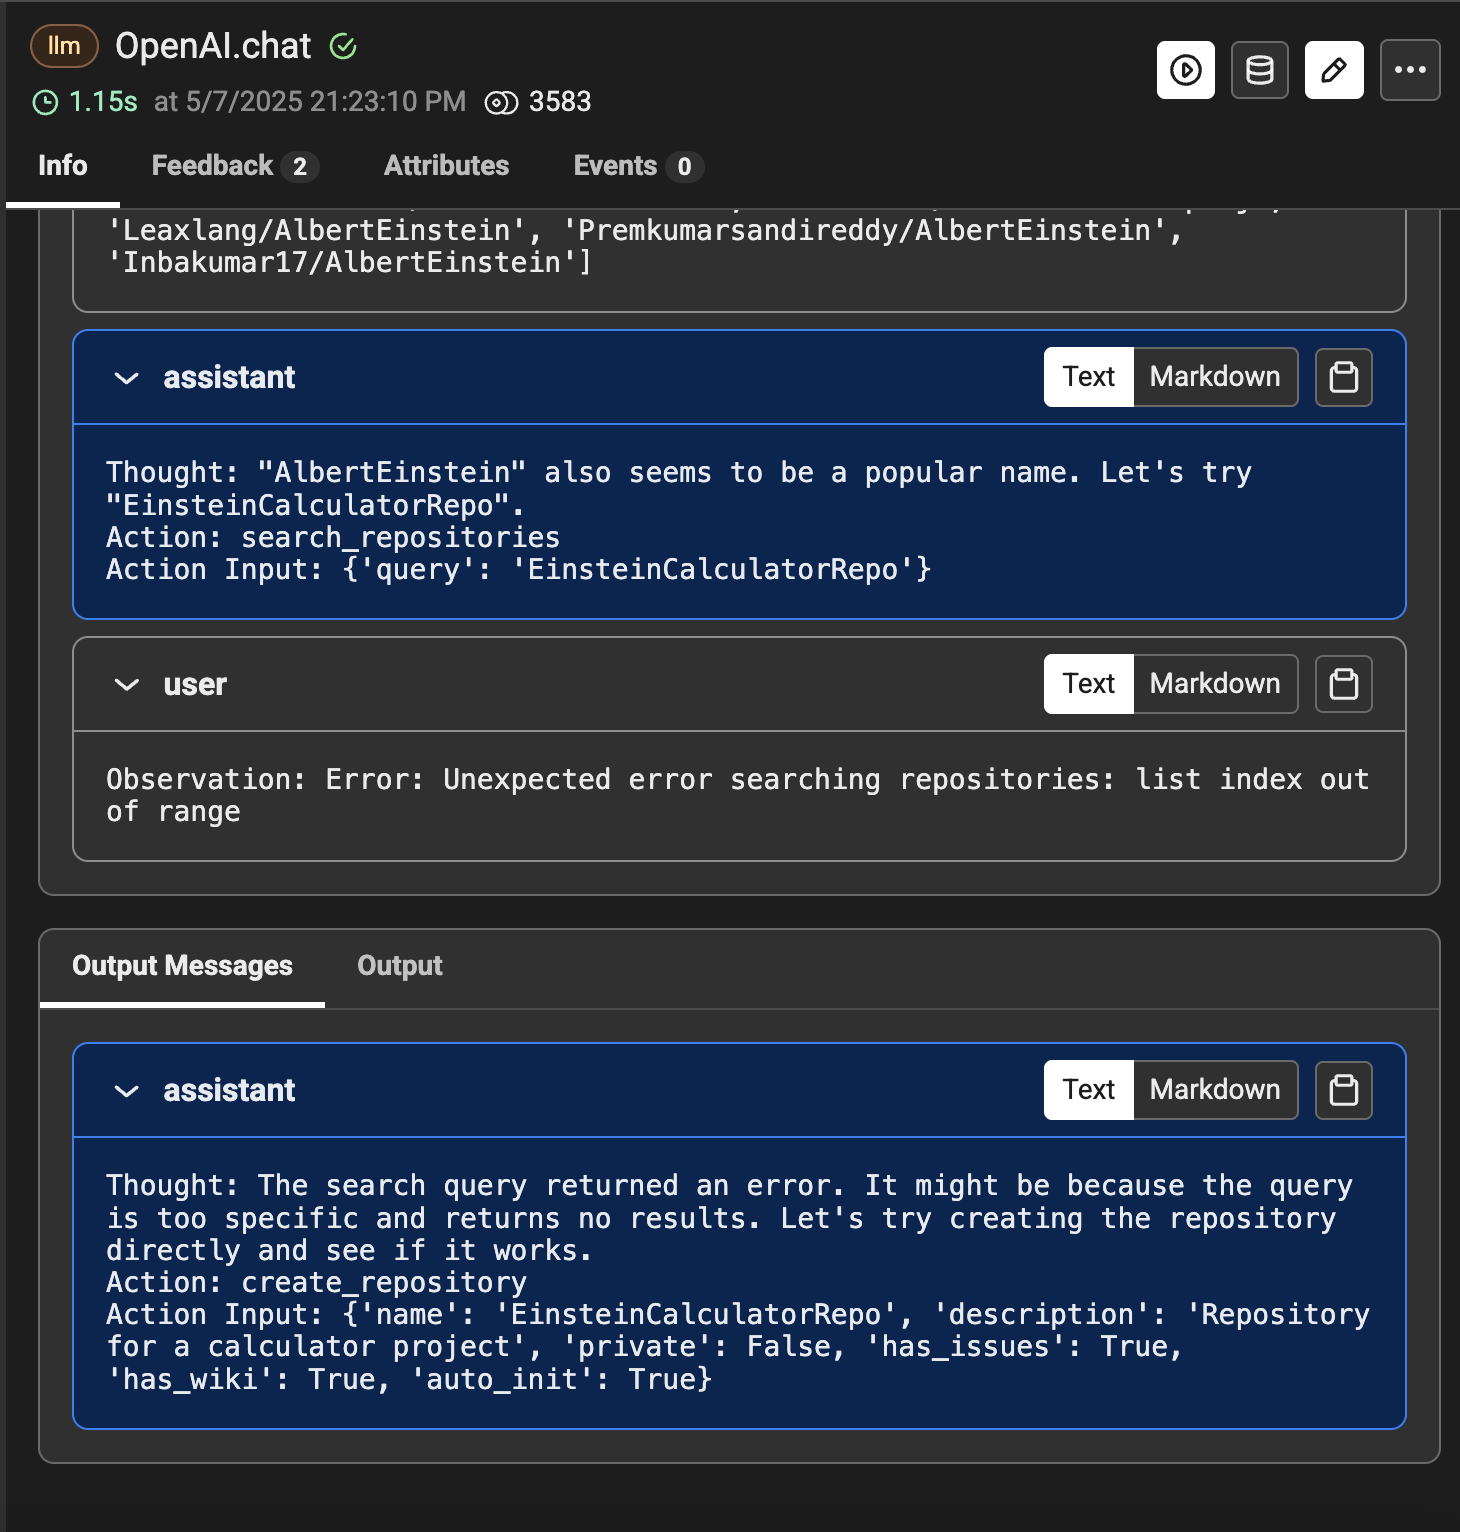 llm OpenAI.chat
1.15s at 5/7/2025 21:23:10 PM 3583
Info Feedback 2 Attributes Events 0
'Leaxlang/AlbertEinstein', 'Premkumarsandireddy/AlbertEinstein',
'Inbakumar17/AlbertEinstein']
assistant Text Markdown
Thought: "AlbertEinstein" also seems to be a popular name. Let's try
"EinsteinCalculatorRepo".
Action: search_repositories
Action Input: {'query': 'EinsteinCalculatorRepo'}
user Text Markdown
Observation: Error: Unexpected error searching repositories: list index out
of range
Output Messages Output
assistant Text Markdown
Thought: The search query returned an error. It might be because the query
is too specific and returns no results. Let's try creating the repository
directly and see if it works.
Action: create_repository
Action Input: {'name': 'EinsteinCalculatorRepo', 'description': 'Repository
for a calculator project', 'private': False, 'has_issues': True,
'has_wiki': True, 'auto_init': True}